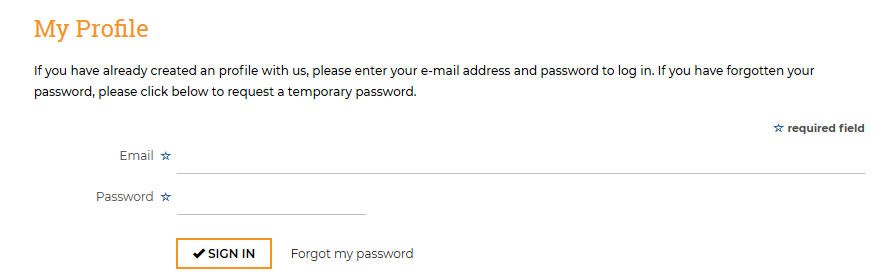 My Profile
If you have already created an profile with us, please enter your e-mail address and password to log in. If you have forgotten your
password, please click below to request a temporary password.
☆ required field
Email ☆
Password ☆
✔ SIGN IN Forgot my password